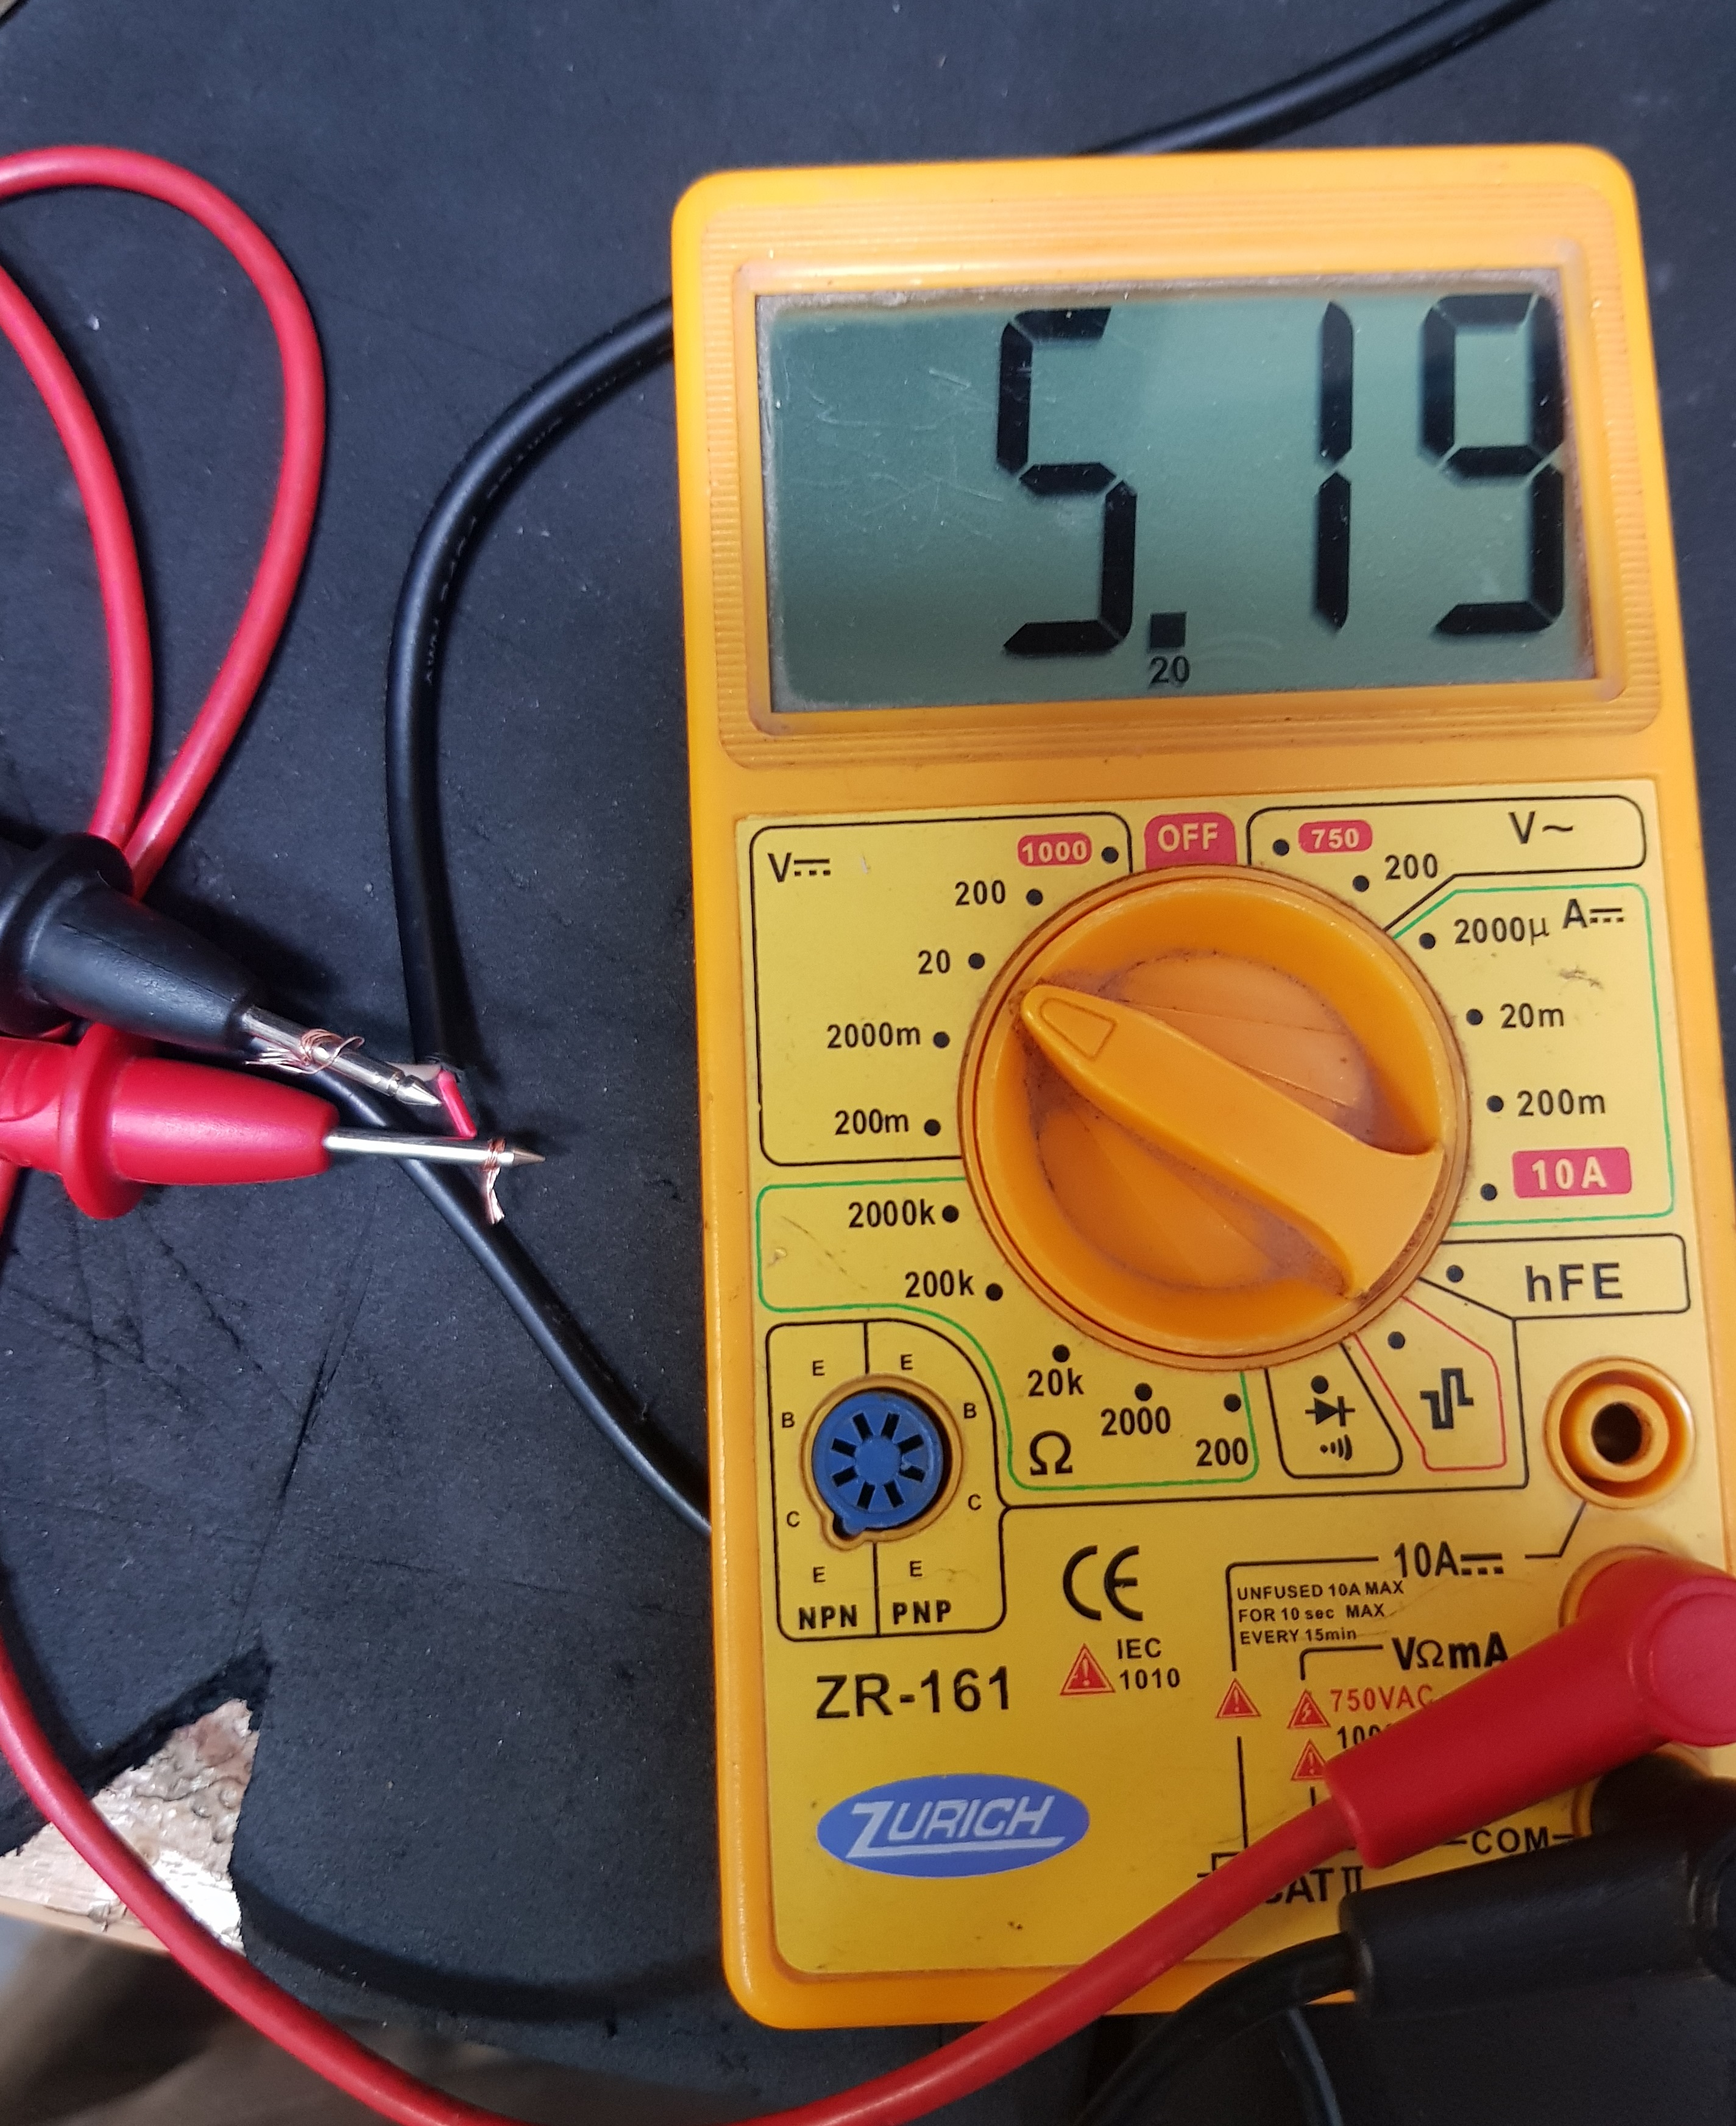 5.19
20
V⎓
1000
OFF
750
V~
200
200
20
2000µ
A⎓
2000m
20m
200m
200m
10A
2000k
200k
hFE
20k
2000
200
Ω
E
E
B
B
C
C
E
E
NPN
PNP
CE
10A⎓
UNFUSED 10A MAX
FOR 10 sec MAX
EVERY 15min
IEC
1010
VΩmA
ZR-161
750VAC
ZURICH
COM
CAT II